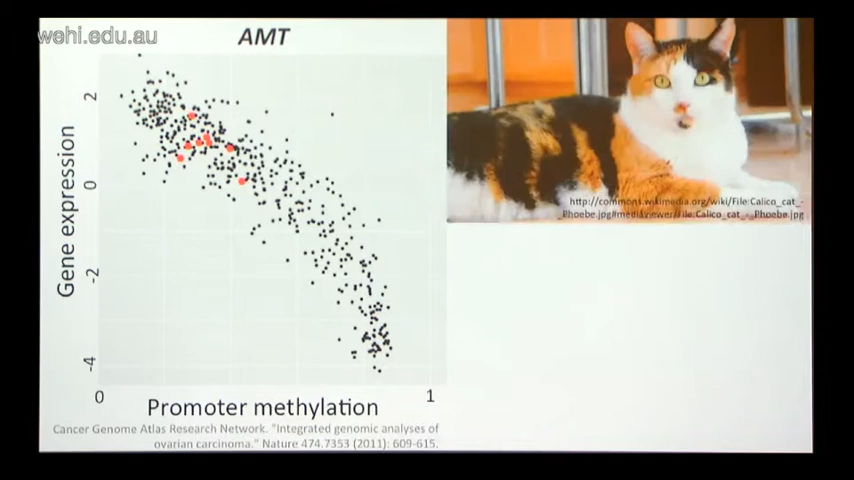 wehi.edu.au
AMT
Gene expression
2
0
-2
-4
0
1
Promoter methylation
Cancer Genome Atlas Research Network. "Integrated genomic analyses of
ovarian carcinoma." Nature 474.7353 (2011): 609-615.
http://commons.wikimedia.org/wiki/File:Calico_cat_-
_Phoebe.jpg#mediaviewer/File:Calico_cat_-_Phoebe.jpg